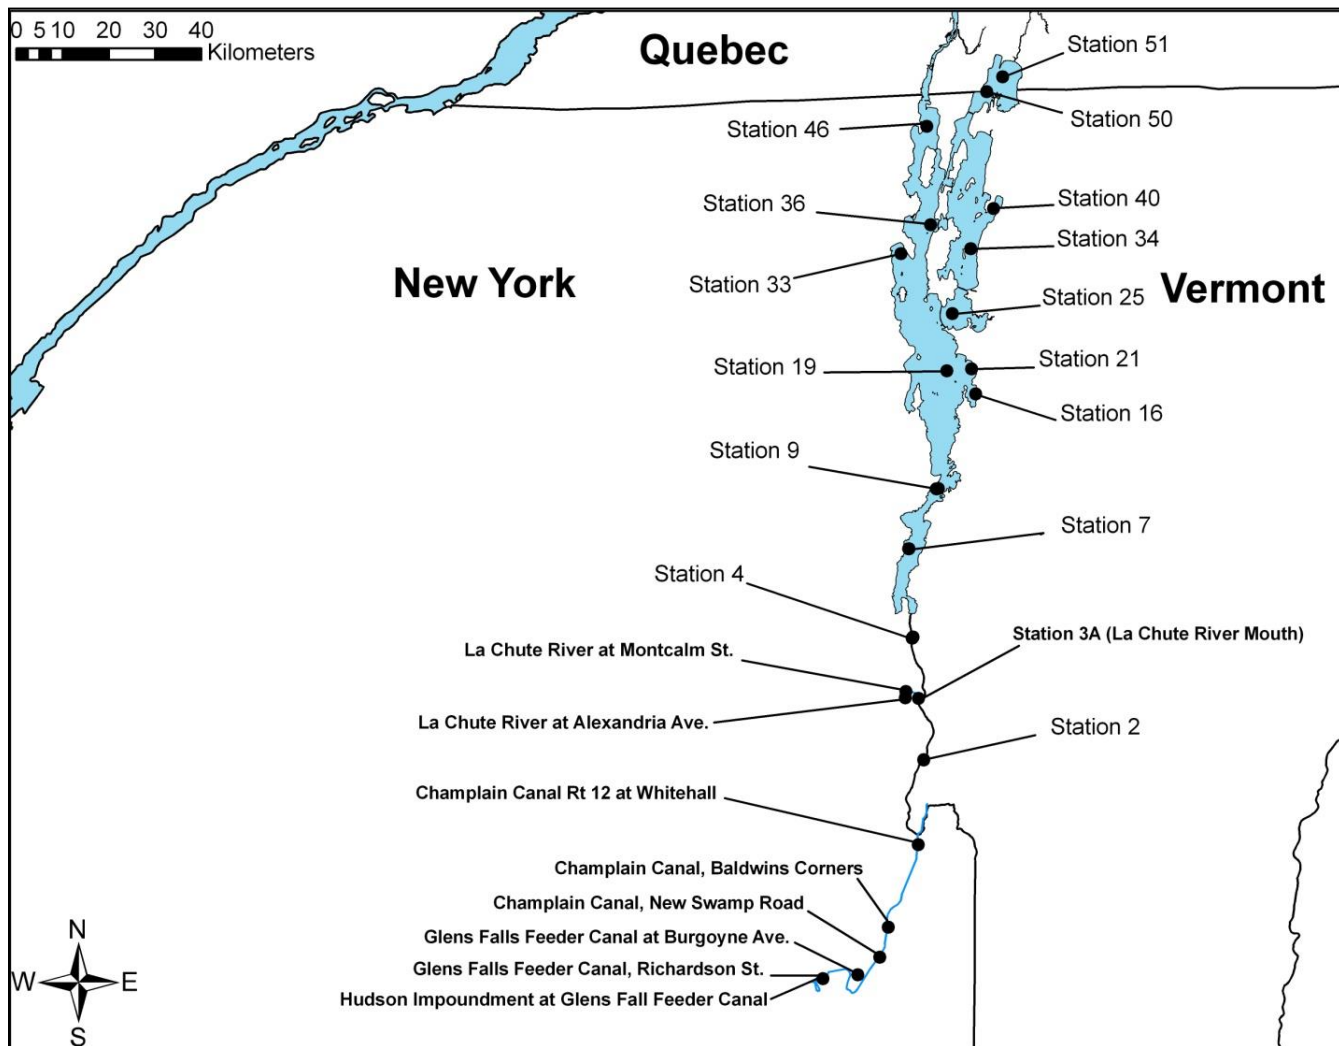 0 5 10 20 30 40
Kilometers
Quebec
Station 51
Station 46
Station 50
Station 36
Station 40
Station 34
New York
Station 33
Vermont
Station 25
Station 19
Station 21
Station 16
Station 9
Station 7
Station 4
Station 3A (La Chute River Mouth)
La Chute River at Montcalm St.
La Chute River at Alexandria Ave.
Station 2
Champlain Canal Rt 12 at Whitehall
Champlain Canal, Baldwins Corners
Champlain Canal, New Swamp Road
Glens Falls Feeder Canal at Burgoyne Ave.
Glens Falls Feeder Canal, Richardson St.
Hudson Impoundment at Glens Fall Feeder Canal
N
W E
S